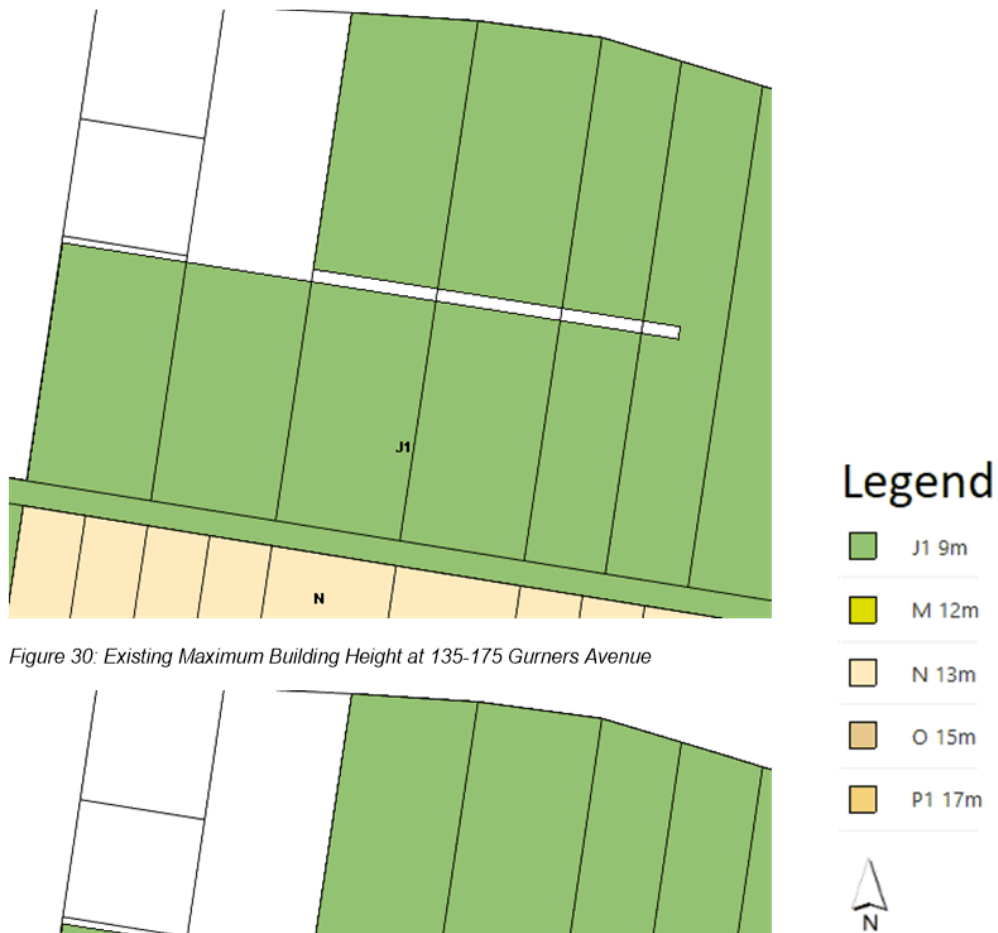 J1
N
Figure 30: Existing Maximum Building Height at 135-175 Gurners Avenue
Legend
J1 9m
M 12m
N 13m
O 15m
P1 17m
N